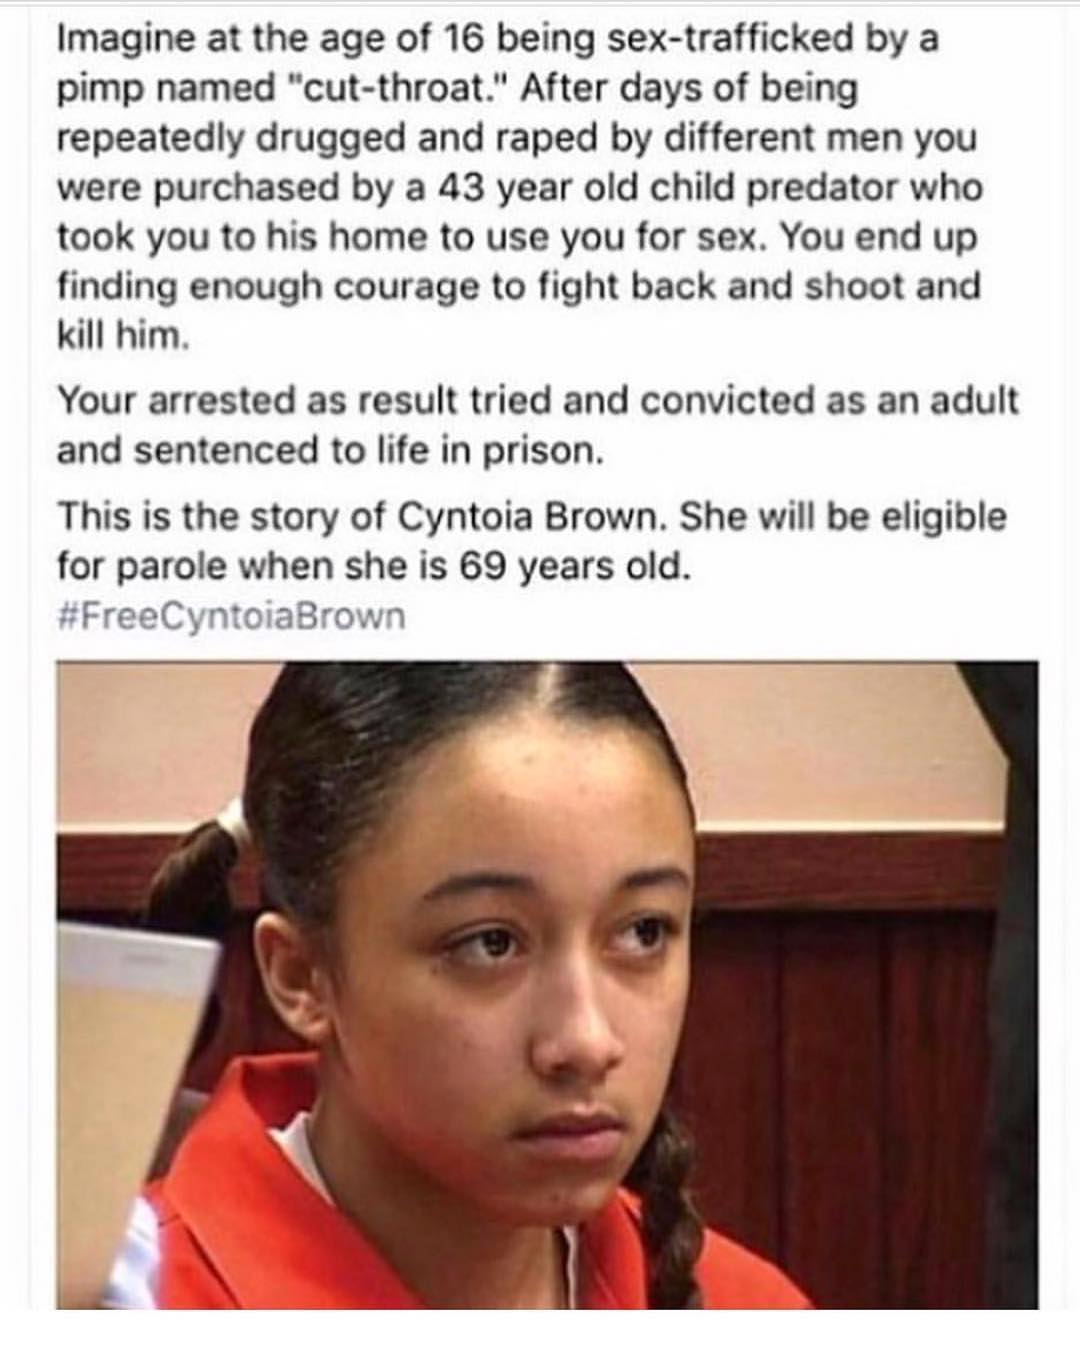 Imagine at the age of 16 being sex-trafficked by a
pimp named "cut-throat." After days of being
repeatedly drugged and raped by different men you
were purchased by a 43 year old child predator who
took you to his home to use you for sex. You end up
finding enough courage to fight back and shoot and
kill him.
Your arrested as result tried and convicted as an adult
and sentenced to life in prison.
This is the story of Cyntoia Brown. She will be eligible
for parole when she is 69 years old.
#FreeCyntoiaBrown